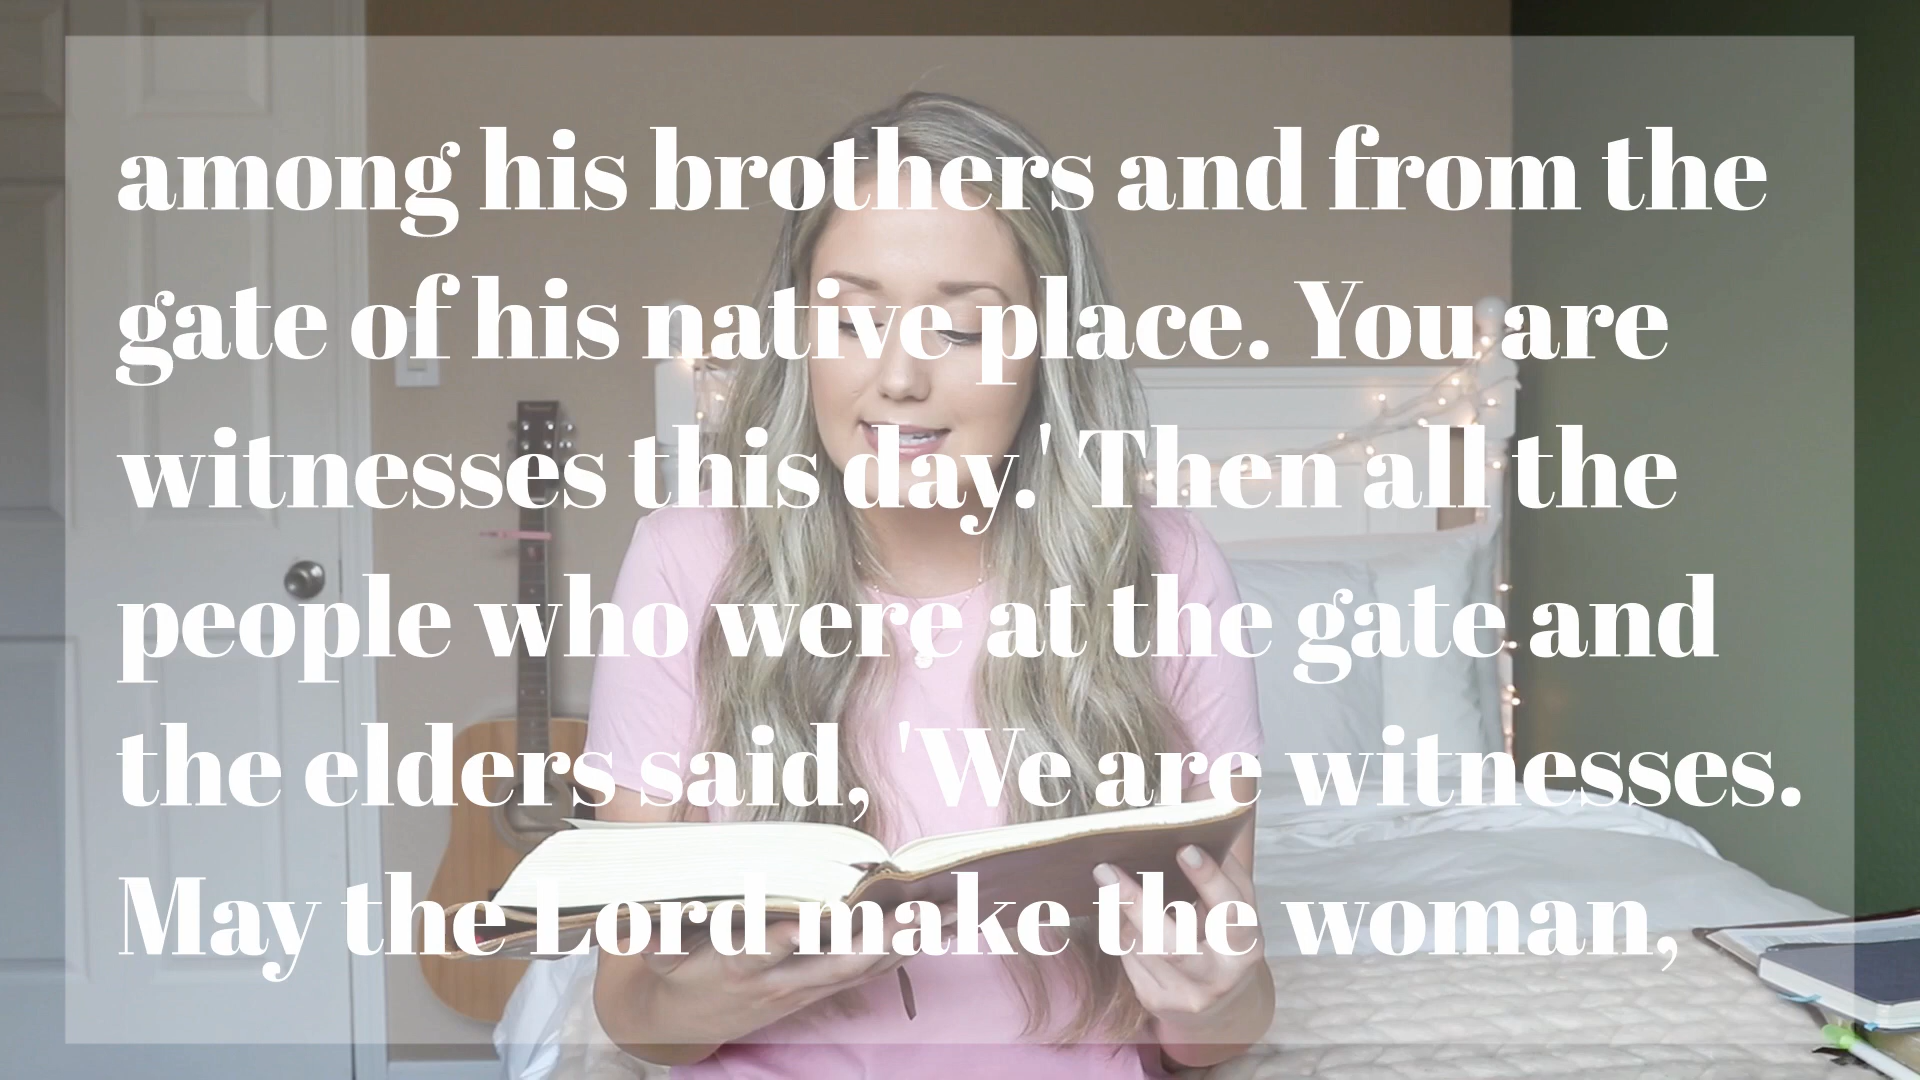 among his brothers and from the
gate of his native place. You are
witnesses this day.' Then all the
people who were at the gate and
the elders said, 'We are witnesses.
May the Lord make the woman,